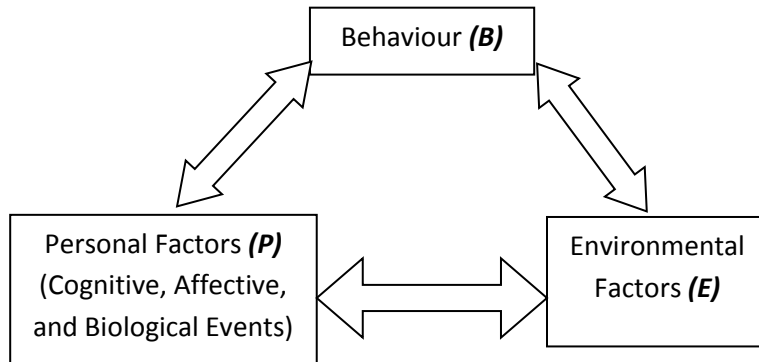 Behaviour (B)
Personal Factors (P)
(Cognitive, Affective,
and Biological Events)
Environmental
Factors (E)